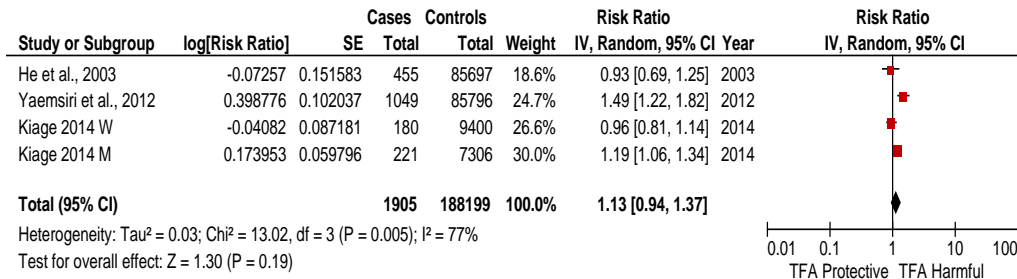 Cases Controls Risk Ratio Risk Ratio
Study or Subgroup log[Risk Ratio] SE Total Total Weight IV, Random, 95% CI Year IV, Random, 95% CI
He et al., 2003 -0.07257 0.151583 455 85697 18.6% 0.93 [0.69, 1.25] 2003
Yaemsiri et al., 2012 0.398776 0.102037 1049 85796 24.7% 1.49 [1.22, 1.82] 2012
Kiage 2014 W -0.04082 0.087181 180 9400 26.6% 0.96 [0.81, 1.14] 2014
Kiage 2014 M 0.173953 0.059796 221 7306 30.0% 1.19 [1.06, 1.34] 2014
Total (95% CI) 1905 188199 100.0% 1.13 [0.94, 1.37]
Heterogeneity: Tau² = 0.03; Chi² = 13.02, df = 3 (P = 0.005); I² = 77%
Test for overall effect: Z = 1.30 (P = 0.19)
0.01 0.1 1 10 100
TFA Protective TFA Harmful